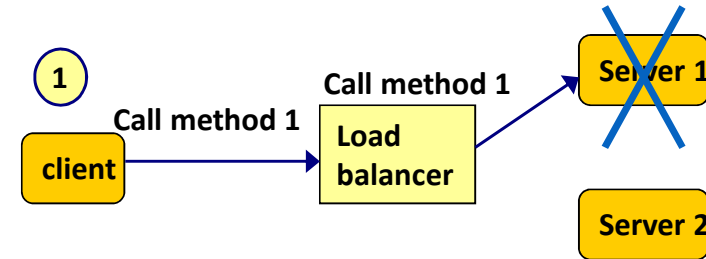 1
Call method 1
client
Call method 1
Load
balancer
Server 1
Server 2